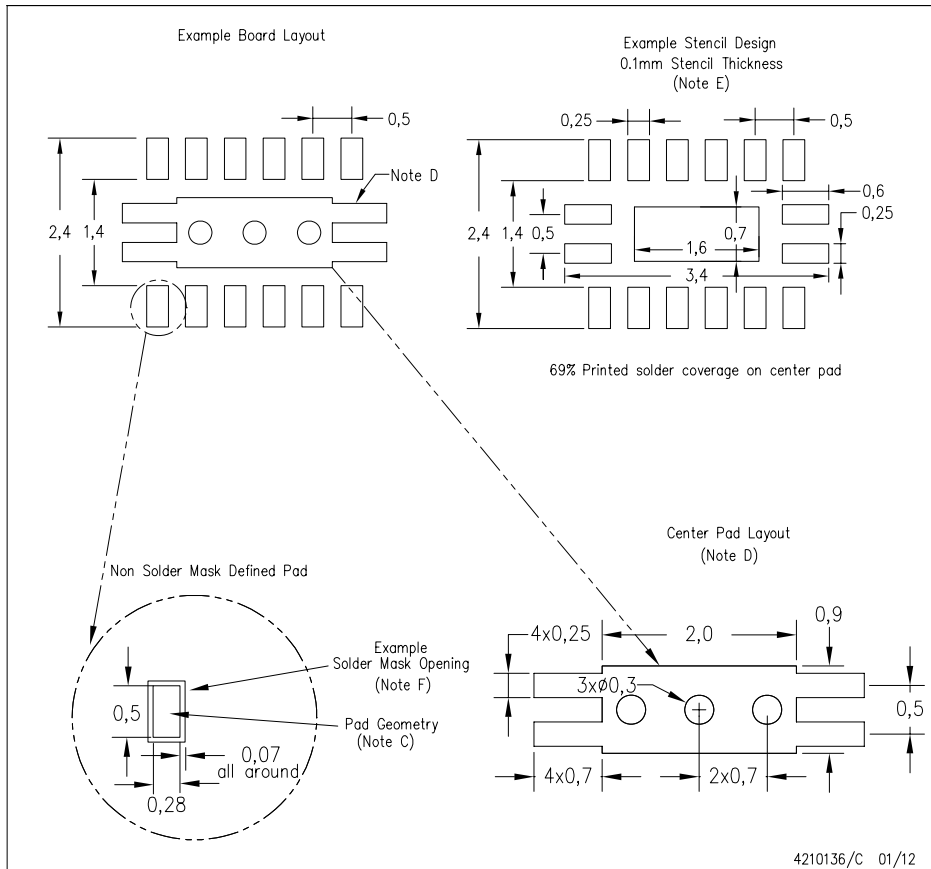 Example Board Layout
0,5
Note D
2,4
1,4
Example Stencil Design
0.1mm Stencil Thickness
(Note E)
0,25
0,5
0,6
0,25
2,4
1,4
0,5
0,7
1,6
3,4
69% Printed solder coverage on center pad
Non Solder Mask Defined Pad
Example
Solder Mask Opening
(Note F)
Pad Geometry
(Note C)
0,5
0,07
all around
0,28
Center Pad Layout
(Note D)
4x0,25
2,0
0,9
3xø0,3
0,5
4x0,7
2x0,7
4210136/C 01/12